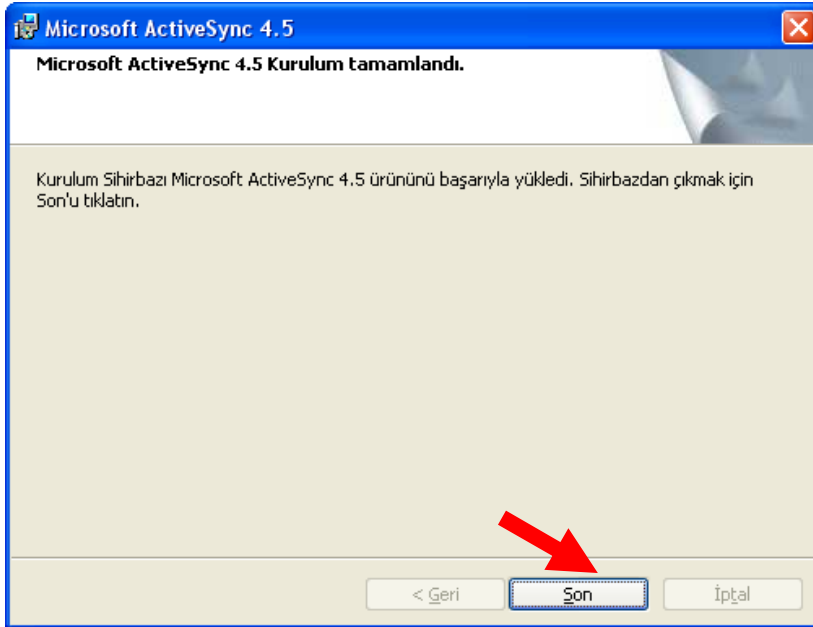 Microsoft ActiveSync 4.5
Microsoft ActiveSync 4.5 Kurulum tamamlandı.
Kurulum Sihirbazı Microsoft ActiveSync 4.5 ürününü başarıyla yükledi. Sihirbazdan çıkmak için
Son'u tıklatın.
< Geri Son İptal